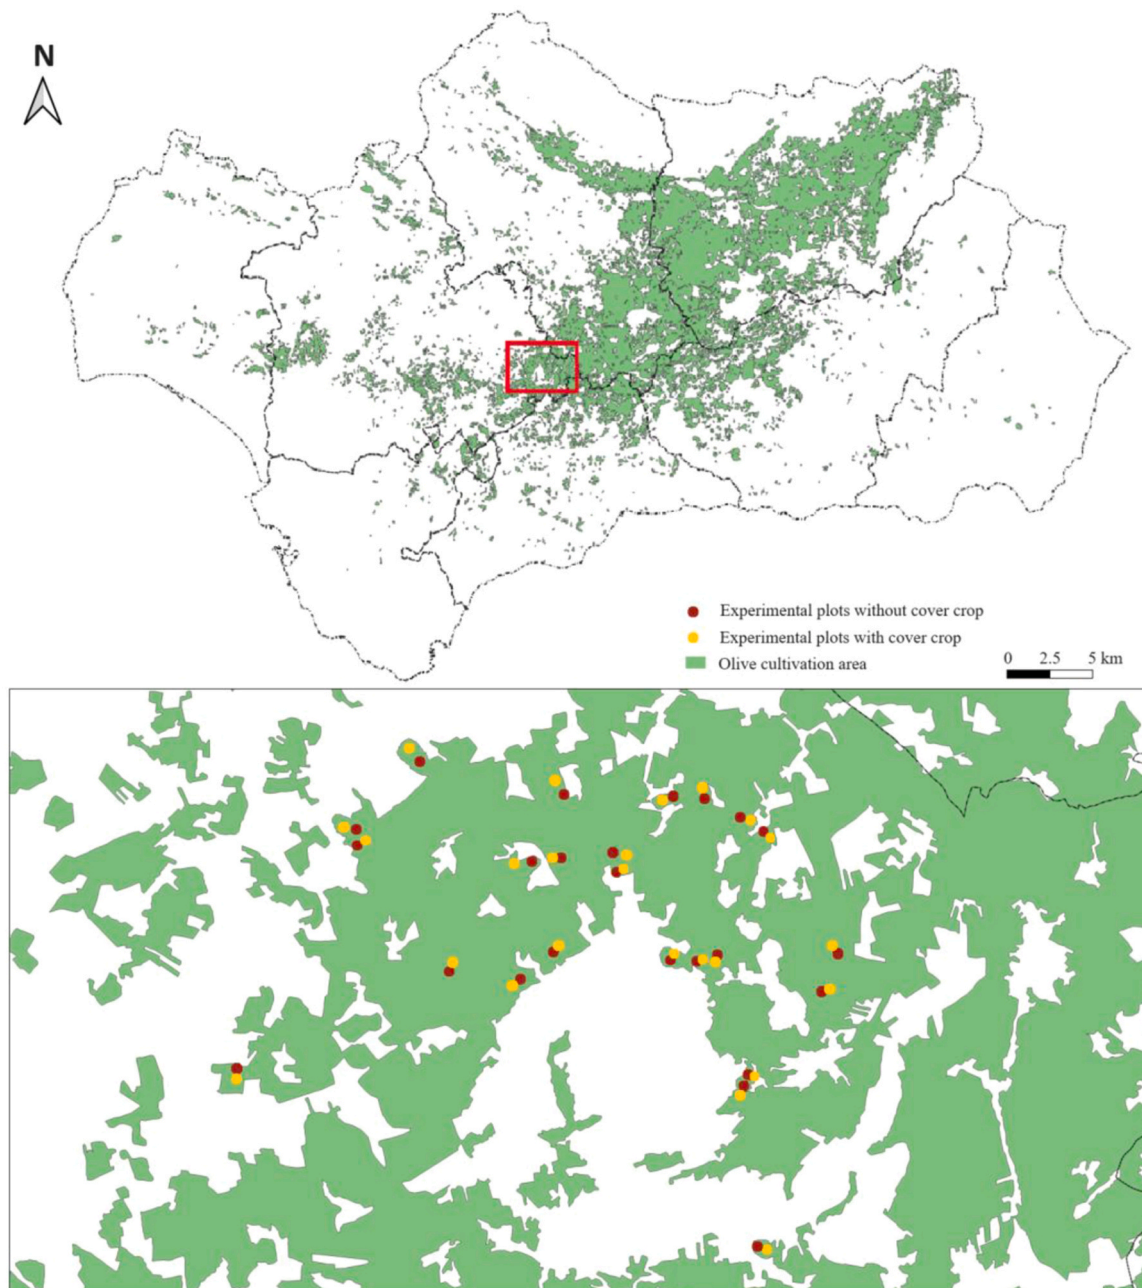 N
Experimental plots without cover crop
Experimental plots with cover crop
Olive cultivation area
0 2.5 5 km